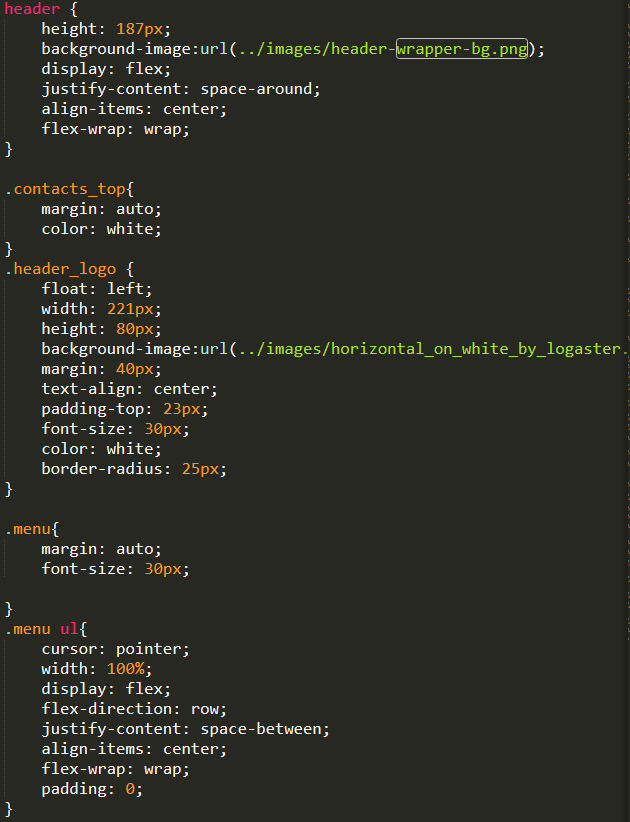 header {
    height: 187px;
    background-image:url(../images/header-wrapper-bg.png);
    display: flex;
    justify-content: space-around;
    align-items: center;
    flex-wrap: wrap;
}

.contacts_top{
    margin: auto;
    color: white;
}
.header_logo {
    float: left;
    width: 221px;
    height: 80px;
    background-image:url(../images/horizontal_on_white_by_logaster.
    margin: 40px;
    text-align: center;
    padding-top: 23px;
    font-size: 30px;
    color: white;
    border-radius: 25px;
}

.menu{
    margin: auto;
    font-size: 30px;

}
.menu ul{
    cursor: pointer;
    width: 100%;
    display: flex;
    flex-direction: row;
    justify-content: space-between;
    align-items: center;
    flex-wrap: wrap;
    padding: 0;
}